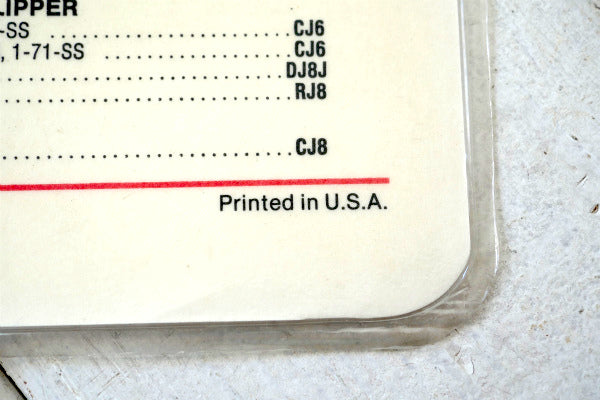 LIPPER
-SS ........................ CJ6
, 1-71-SS ........................ CJ6
........................ DJ8J
........................ RJ8
........................ CJ8
Printed in U.S.A.